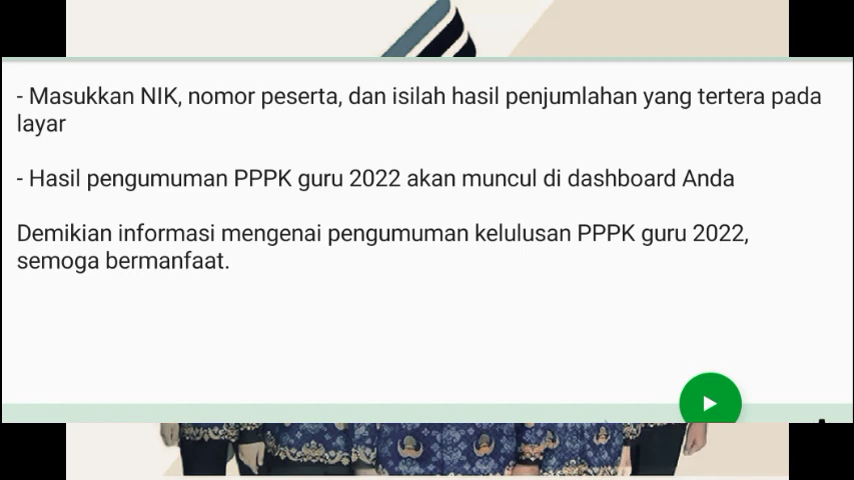 - Masukkan NIK, nomor peserta, dan isilah hasil penjumlahan yang tertera pada
layar
- Hasil pengumuman PPPK guru 2022 akan muncul di dashboard Anda
Demikian informasi mengenai pengumuman kelulusan PPPK guru 2022,
semoga bermanfaat.